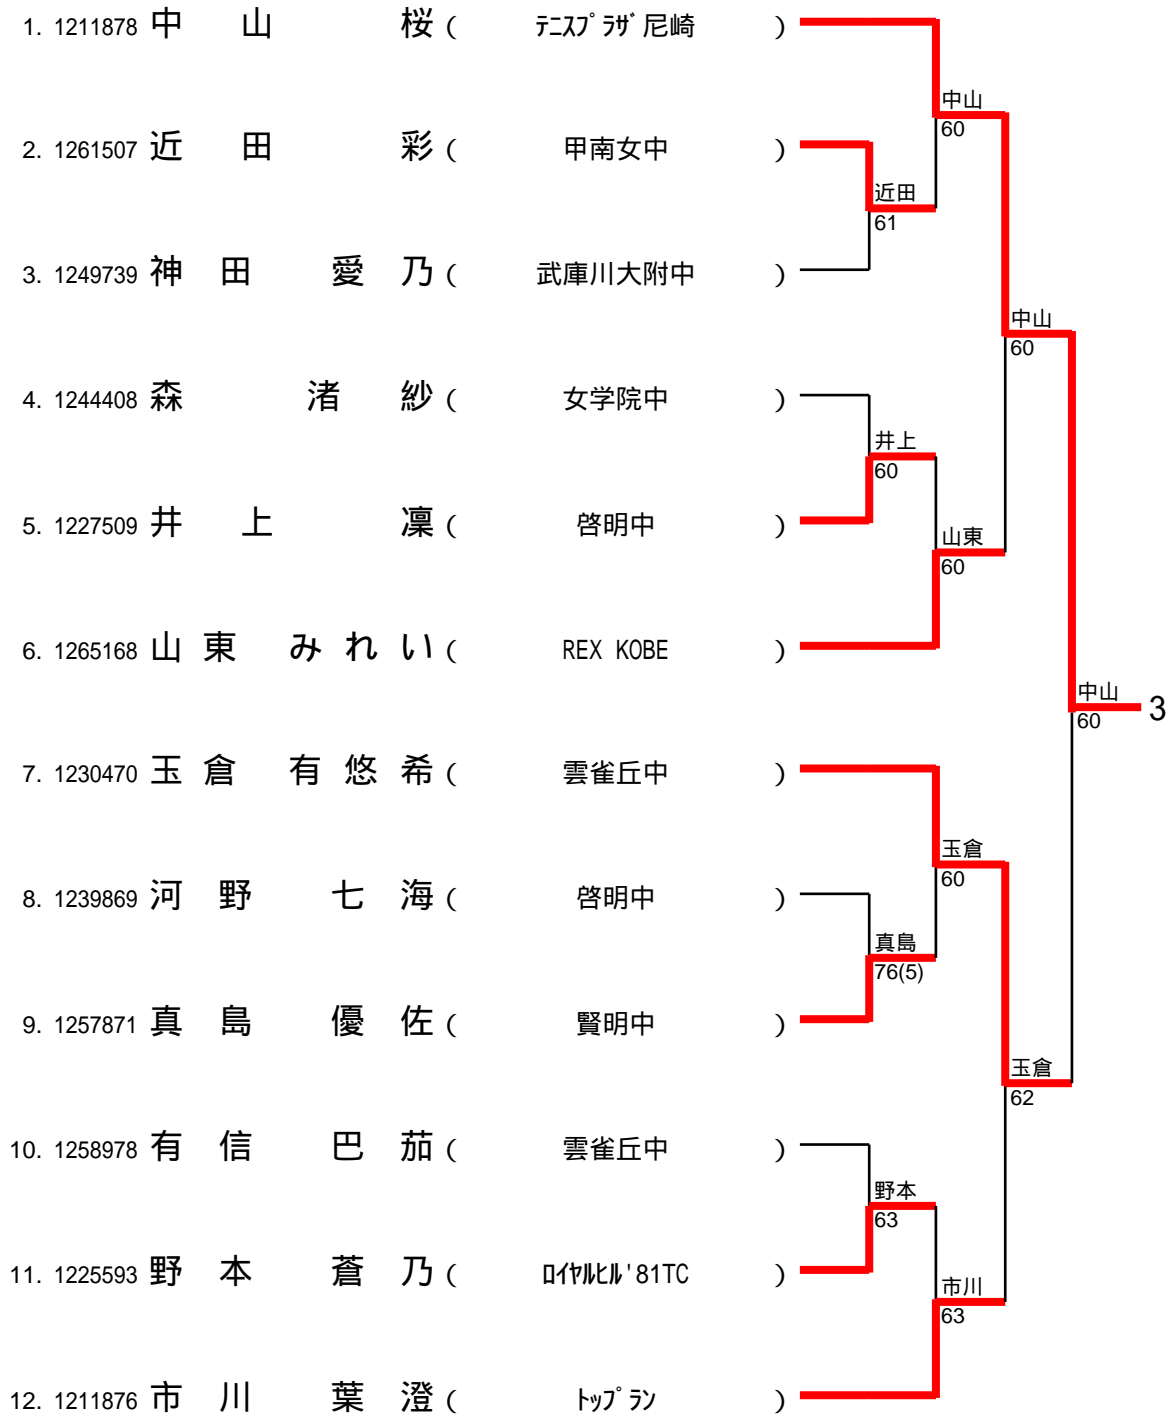 1. 1211878 中山 桜 ( ﾃﾆｽﾌﾟﾗｻﾞ尼崎 )
中山
60
2. 1261507 近田 彩 ( 甲南女中 )
近田
61
3. 1249739 神田 愛乃 ( 武庫川大附中 )
中山
60
4. 1244408 森 渚紗 ( 女学院中 )
井上
60
5. 1227509 井上 凜 ( 啓明中 )
山東
60
6. 1265168 山東 みれい ( REX KOBE )
中山
60
3
7. 1230470 玉倉 有悠希 ( 雲雀丘中 )
玉倉
60
8. 1239869 河野 七海 ( 啓明中 )
真島
76(5)
9. 1257871 真島 優佐 ( 賢明中 )
玉倉
62
10. 1258978 有信 巴茄 ( 雲雀丘中 )
野本
63
11. 1225593 野本 蒼乃 ( ﾛｲﾔﾙﾋﾙ'81TC )
市川
63
12. 1211876 市川 葉澄 ( ﾄｯﾌﾟﾗﾝ )